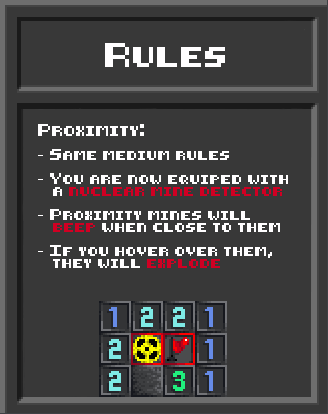 Rules
Proximity:
- Same medium rules
- You are now equiped with
a nuclear mine detector
- Proximity mines will
beep when close to them
- If you hover over them,
they will explode
1 2 2 1
2 1
2 3 1